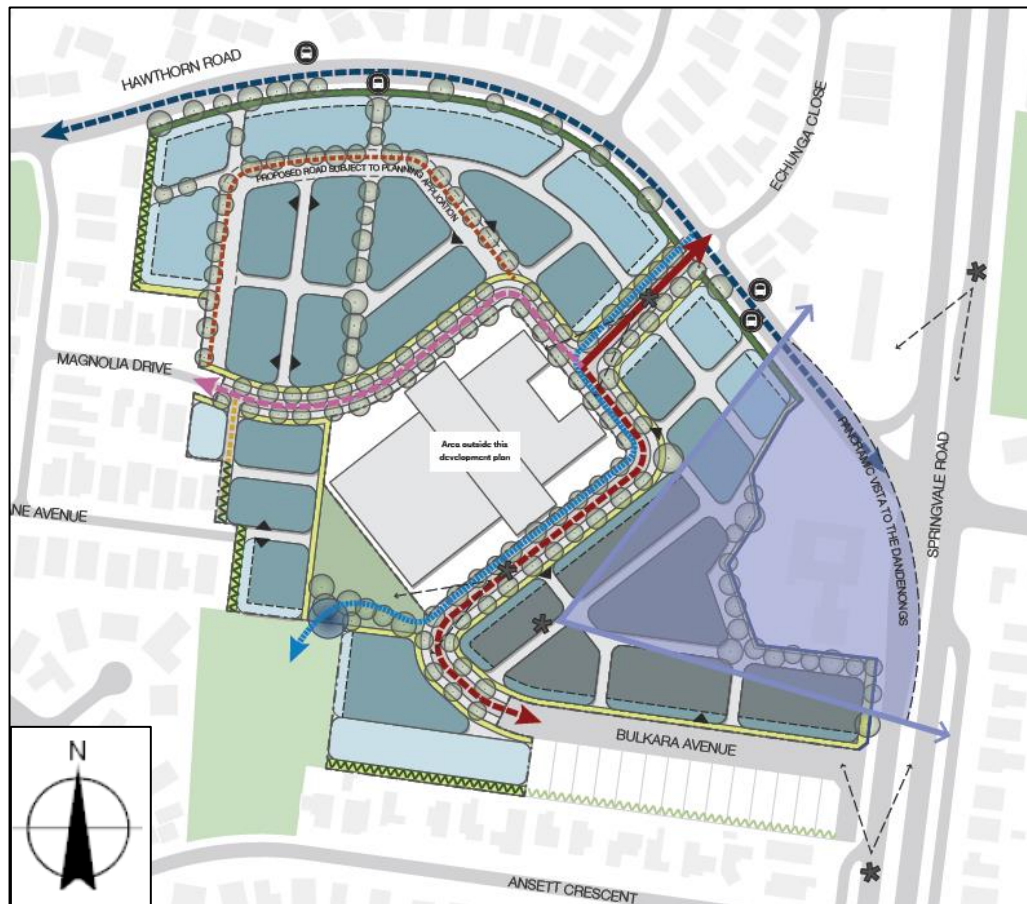 HAWTHORN ROAD
ECHUNGA CLOSE
PROPOSED ROAD SUBJECT TO PLANNING APPLICATION
MAGNOLIA DRIVE
Area outside this
development plan
PANORAMIC VISTA TO THE DANDENONGS
SPRINGVALE ROAD
NE AVENUE
BULKARA AVENUE
N
ANSETT CRESCENT